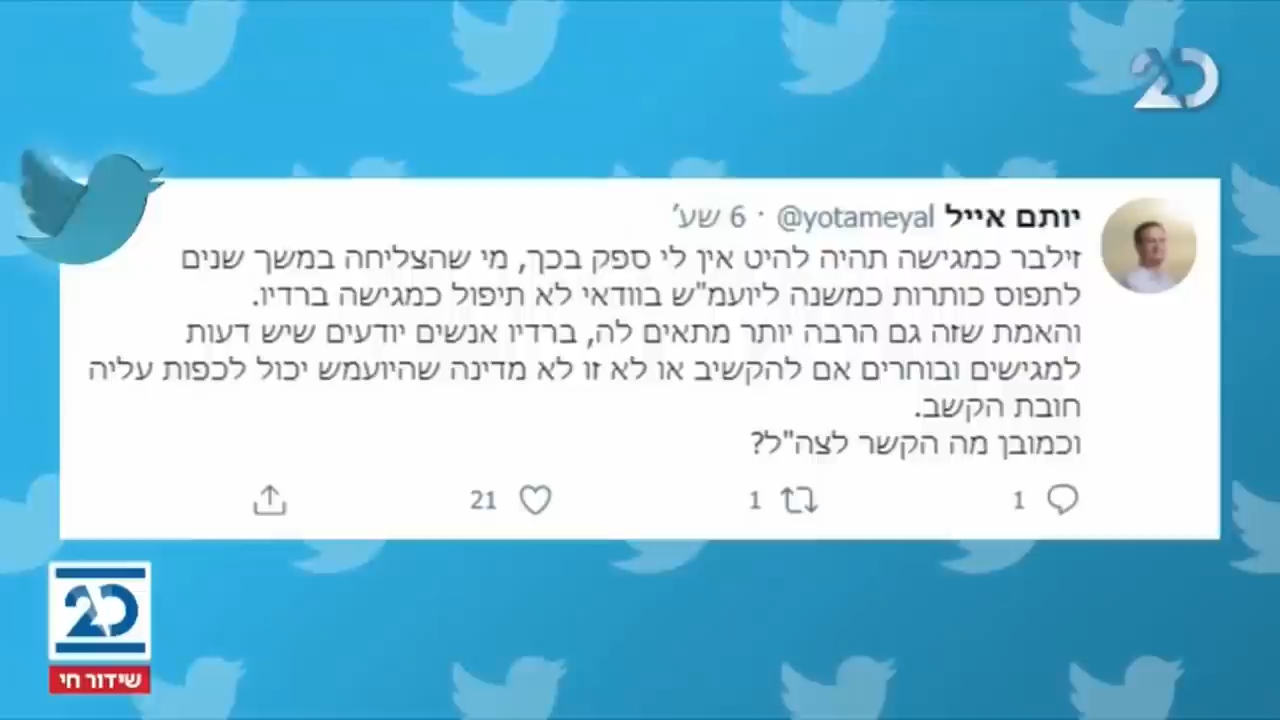 20
יותם אייל @yotameyal · 6 שע'
זילבר כמגישה תהיה להיט אין לי ספק בכך, מי שהצליחה במשך שנים
לתפוס כותרות כמשנה ליועמ"ש בוודאי לא תיפול כמגישה ברדיו.
והאמת שזה גם הרבה יותר מתאים לה, ברדיו אנשים יודעים שיש דעות
למגישים ובוחרים אם להקשיב או לא זו לא מדינה שהיועמש יכול לכפות עליה
חובת הקשב.
וכמובן מה הקשר לצה"ל?
1 1 21
20
שידור חי